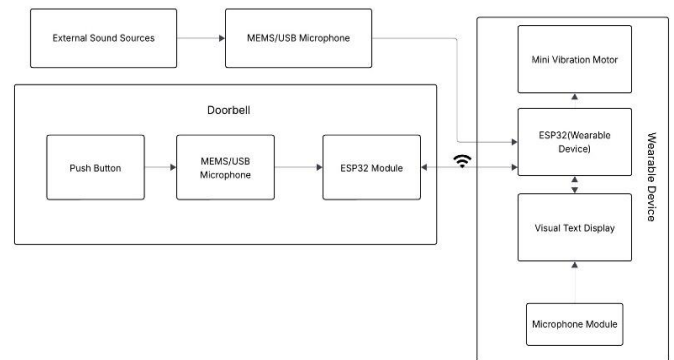 External Sound Sources
MEMS/USB Microphone
Mini Vibration Motor
Doorbell
Push Button
MEMS/USB
Microphone
ESP32 Module
ESP32(Wearable
Device)
Wearable Device
Visual Text Display
Microphone Module